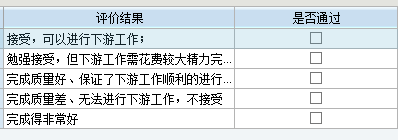 评价结果 是否通过
接受，可以进行下游工作；
勉强接受，但下游工作需花费较大精力完...
完成质量好、保证了下游工作顺利的进行...
完成质量差、无法进行下游工作，不接受
完成得非常好